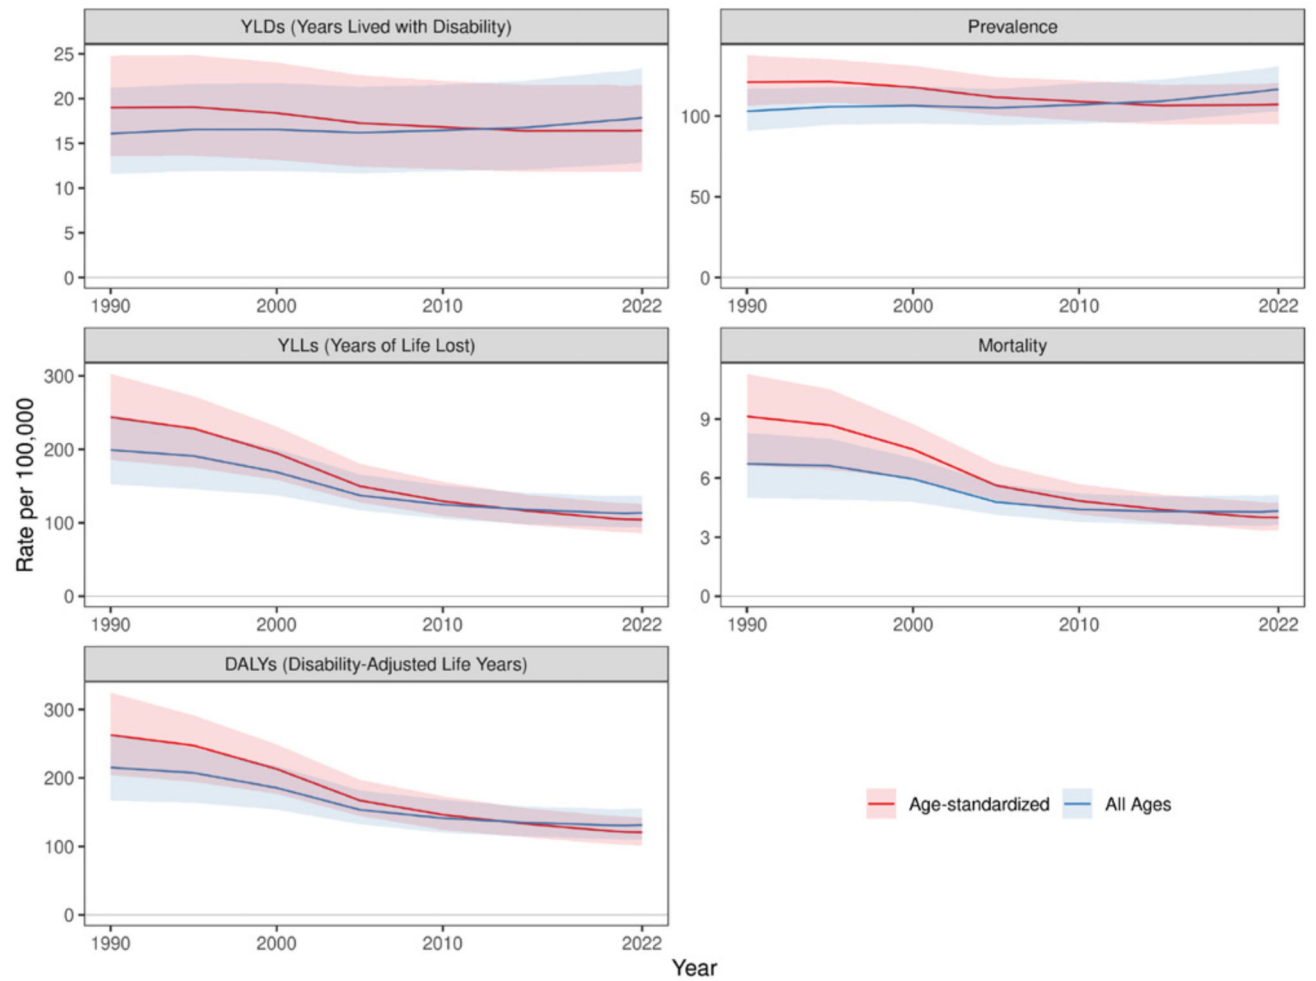 YLDs (Years Lived with Disability)
25
20
15
10
5
0
1990 2000 2010 2022
Prevalence
100
50
0
1990 2000 2010 2022
YLLs (Years of Life Lost)
300
200
100
0
1990 2000 2010 2022
Mortality
9
6
3
0
1990 2000 2010 2022
Rate per 100,000
DALYs (Disability-Adjusted Life Years)
300
200
100
0
1990 2000 2010 2022
Age-standardized All Ages
Year